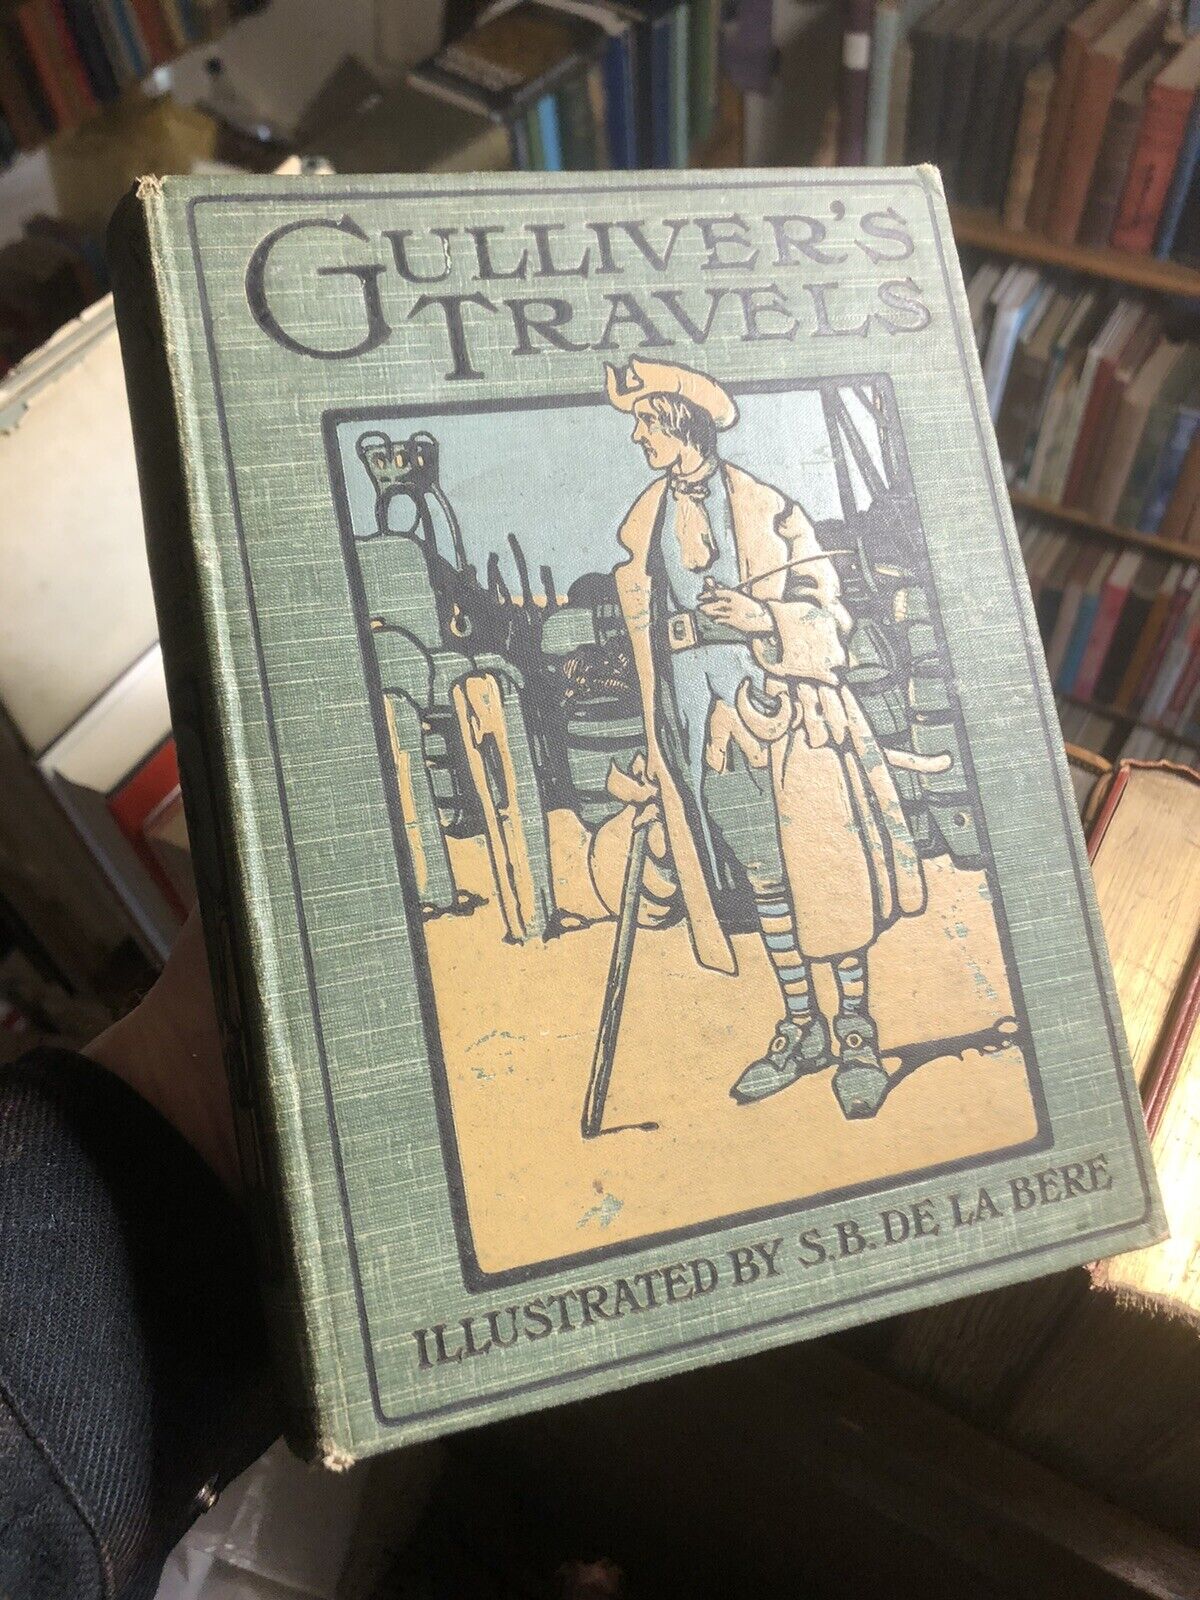 GULLIVER'S
TRAVELS
ILLUSTRATED BY S.B. DE LA BERE